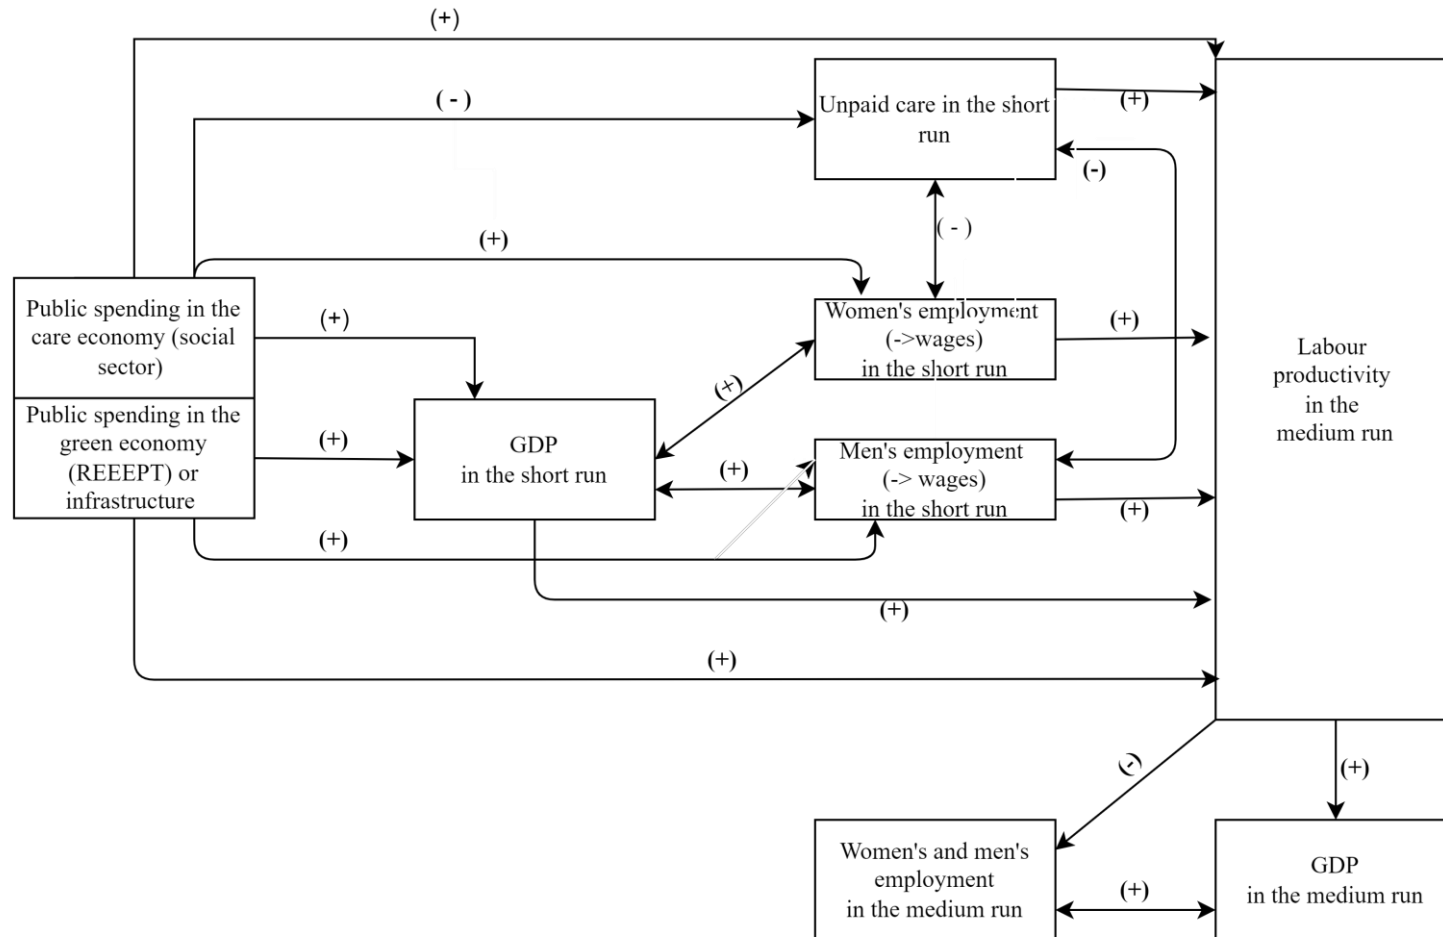 (+)
( - )
Unpaid care in the short
run
(+)
(-)
( - )
(+)
Public spending in the
care economy (social
sector)
(+)
Women's employment
(->wages)
in the short run
(+)
Labour
productivity
in the
medium run
(+)
Public spending in the
green economy
(REEEPT) or
infrastructure
(+)
GDP
in the short run
(+)
Men's employment
(-> wages)
in the short run
(+)
(+)
(+)
(+)
(-)
(+)
Women's and men's
employment
in the medium run
(+)
GDP
in the medium run